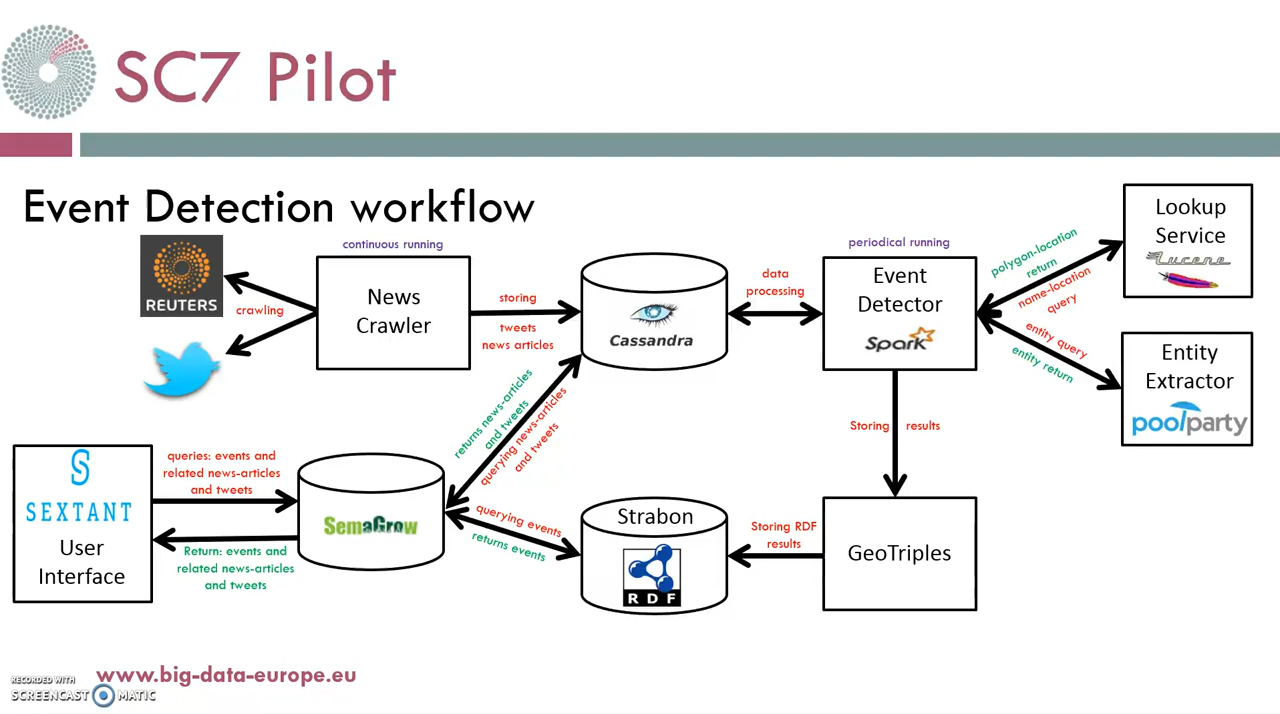 SC7 Pilot
Event Detection workflow
REUTERS
crawling
continuous running
News
Crawler
storing
tweets
news articles
Cassandra
data
processing
periodical running
Event
Detector
Spark
polygon-location
return
name-location
query
Lookup
Service
Lucene
entity query
entity return
Entity
Extractor
poolparty
returns news-articles
and tweets
querying news-articles
and tweets
Storing results
SEXTANT
User
Interface
queries: events and
related news-articles
and tweets
Return: events and
related news-articles
and tweets
SemaGrow
querying events
returns events
Strabon
RDF
Storing RDF
results
GeoTriples
www.big-data-europe.eu
RECORDED WITH
SCREENCAST MATIC